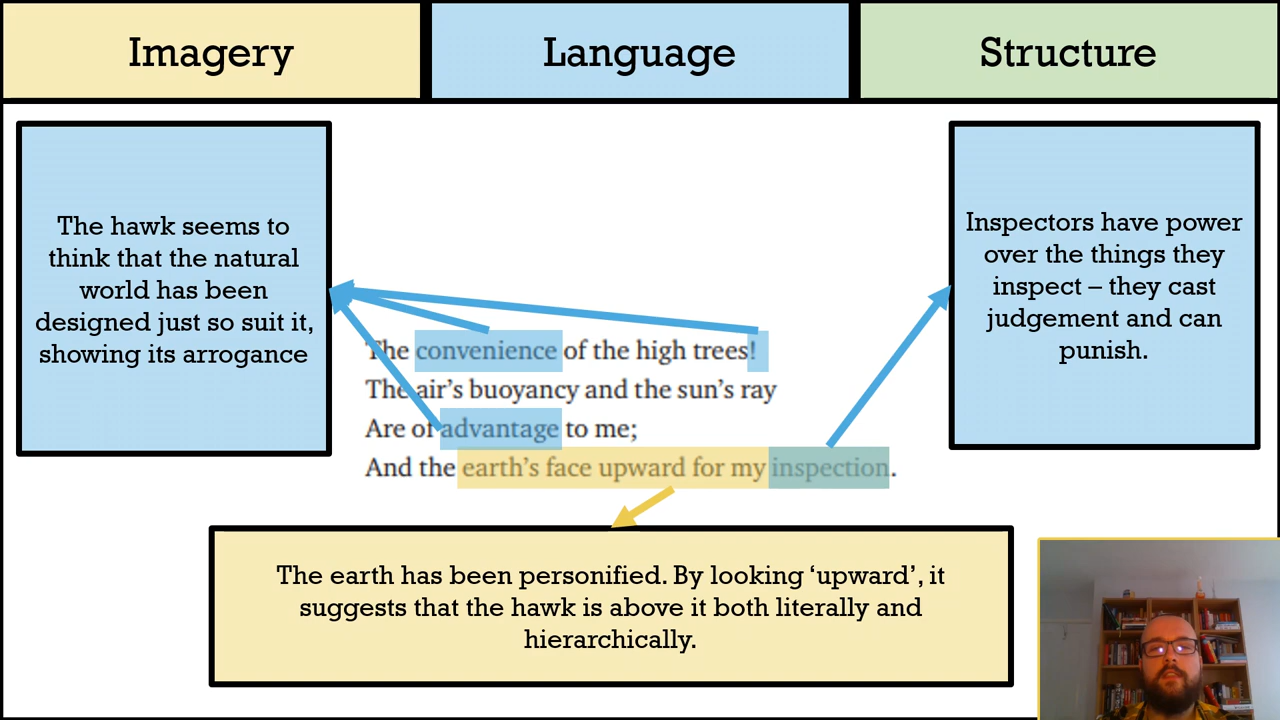 Imagery
Language
Structure
The hawk seems to
think that the natural
world has been
designed just so suit it,
showing its arrogance
Inspectors have power
over the things they
inspect – they cast
judgement and can
punish.
The convenience of the high trees!
The air’s buoyancy and the sun’s ray
Are of advantage to me;
And the earth’s face upward for my inspection.
The earth has been personified. By looking ‘upward’, it
suggests that the hawk is above it both literally and
hierarchically.